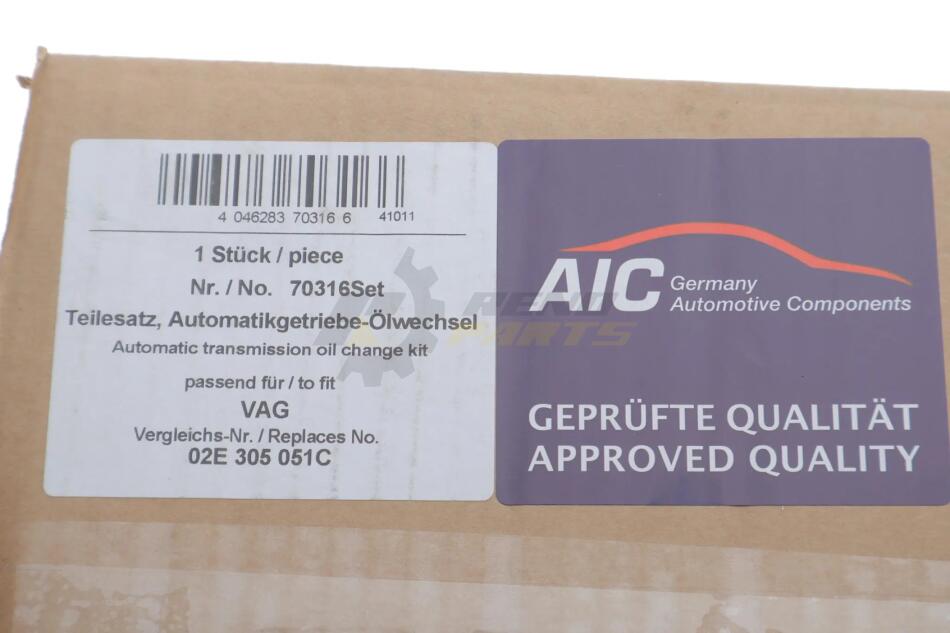 4 046283 70316 6 41011
1 Stück / piece
Nr. / No. 70316Set
Teilesatz, Automatikgetriebe-Ölwechsel
Automatic transmission oil change kit
passend für / to fit
VAG
Vergleichs-Nr. / Replaces No.
02E 305 051C
AIC Germany
Automotive Components
GEPRÜFTE QUALITÄT
APPROVED QUALITY
PARTS